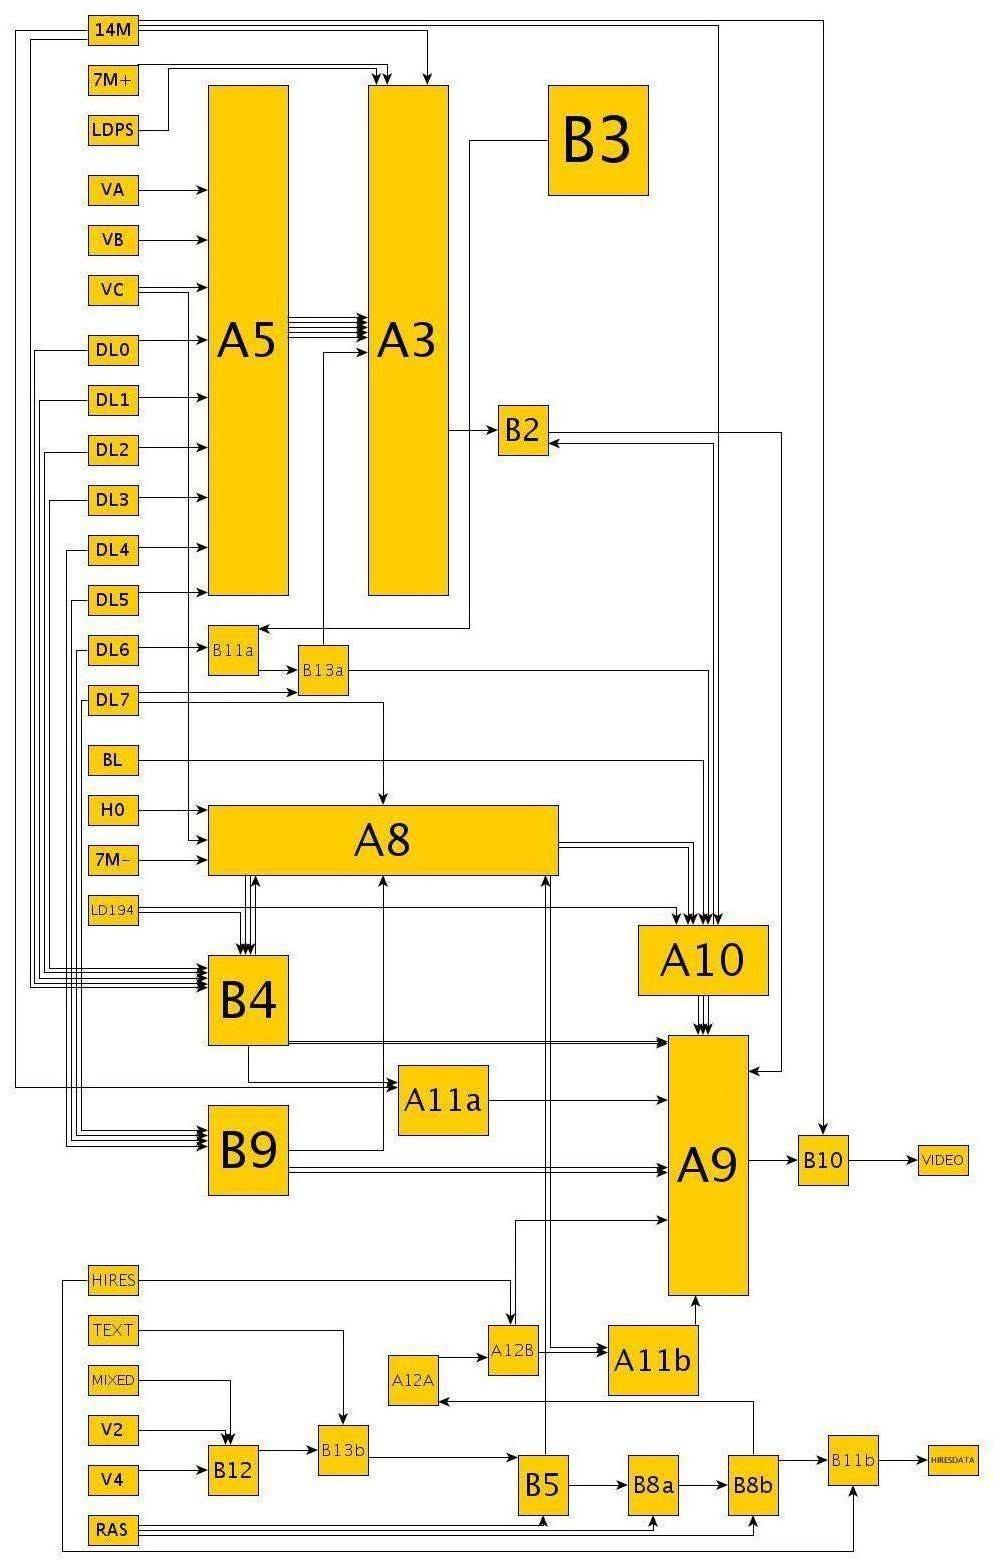 14M
7M+
LDPS
B3
VA
VB
VC
A5
A3
DL0
DL1
B2
DL2
DL3
DL4
DL5
DL6
B11a
B13a
DL7
BL
H0
A8
7M-
LD194
A10
B4
A11a
B9
A9
B10
VIDEO
HIRES
TEXT
A12B
A11b
MIXED
A12A
V2
B13b
B11b
HIRESDATA
V4
B12
B5
B8a
B8b
RAS